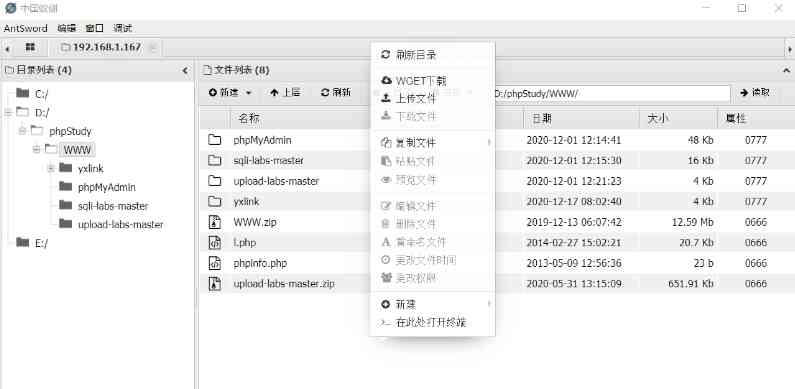 中国蚁剑
AntSword 编辑 窗口 调试
192.168.1.167
目录列表 (4)
C:/
D:/
phpStudy
WWW
yxlink
phpMyAdmin
sqli-labs-master
upload-labs-master
E:/
文件列表 (8)
新建 上层 刷新 D:/phpStudy/WWW/ 读取
名称 日期 大小 属性
phpMyAdmin 2020-12-01 12:14:41 48 Kb 0777
sqli-labs-master 2020-12-01 12:15:30 16 Kb 0777
upload-labs-master 2020-12-01 12:21:23 4 Kb 0777
yxlink 2020-12-17 08:02:40 4 Kb 0777
WWW.zip 2019-12-13 06:07:42 12.59 Mb 0666
l.php 2014-02-27 15:02:21 20.7 Kb 0666
phpinfo.php 2013-05-09 12:56:36 23 b 0666
upload-labs-master.zip 2020-05-31 13:15:09 651.91 Kb 0666
刷新目录
WGET下载
上传文件
下载文件
复制文件
粘贴文件
预览文件
编辑文件
删除文件
重命名文件
更改文件时间
更改权限
新建
在此处打开终端